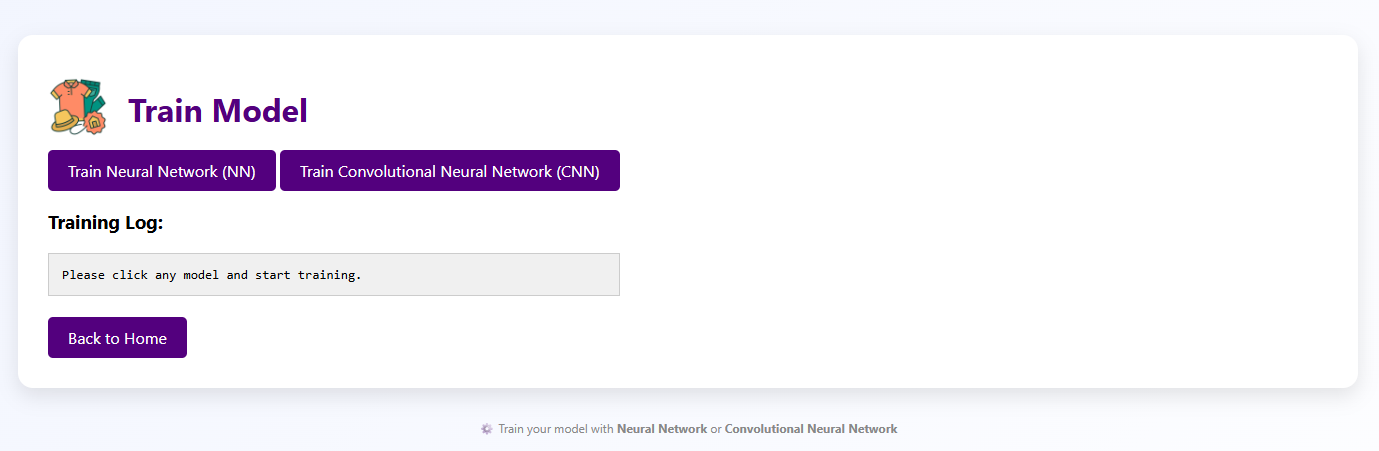 Train Model
Train Neural Network (NN) Train Convolutional Neural Network (CNN)
Training Log:
Please click any model and start training.
Back to Home
Train your model with Neural Network or Convolutional Neural Network